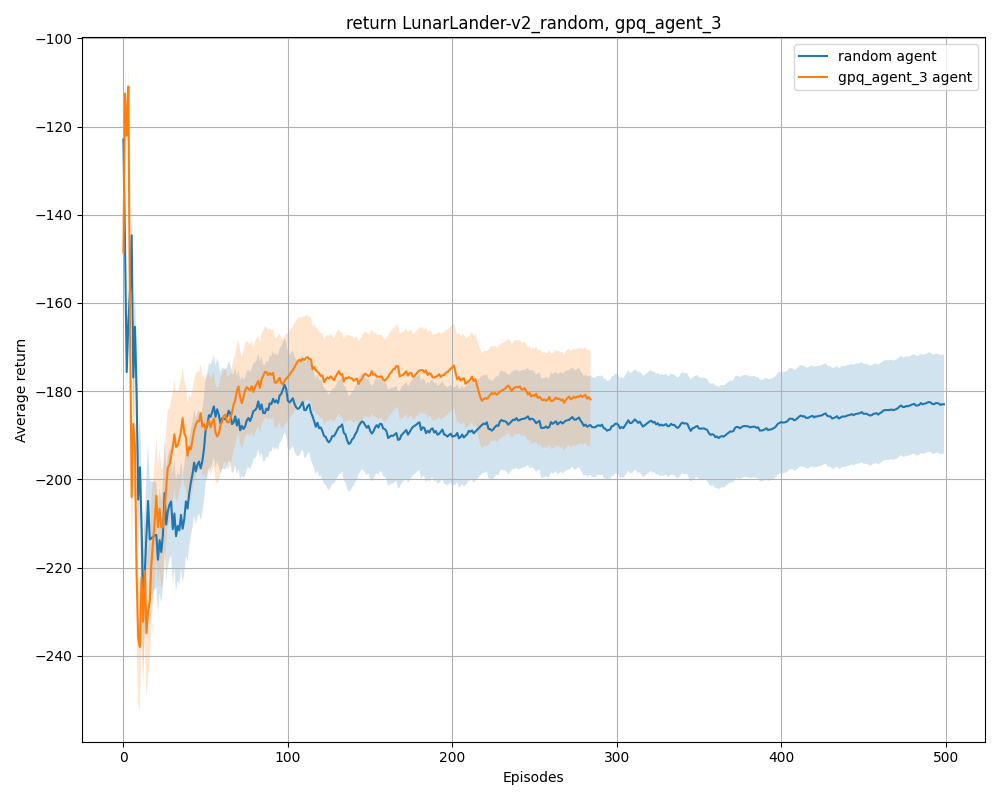 return LunarLander-v2_random, gpq_agent_3
random agent
gpq_agent_3 agent
Average return
−100
−120
−140
−160
−180
−200
−220
−240
0
100
200
300
400
500
Episodes